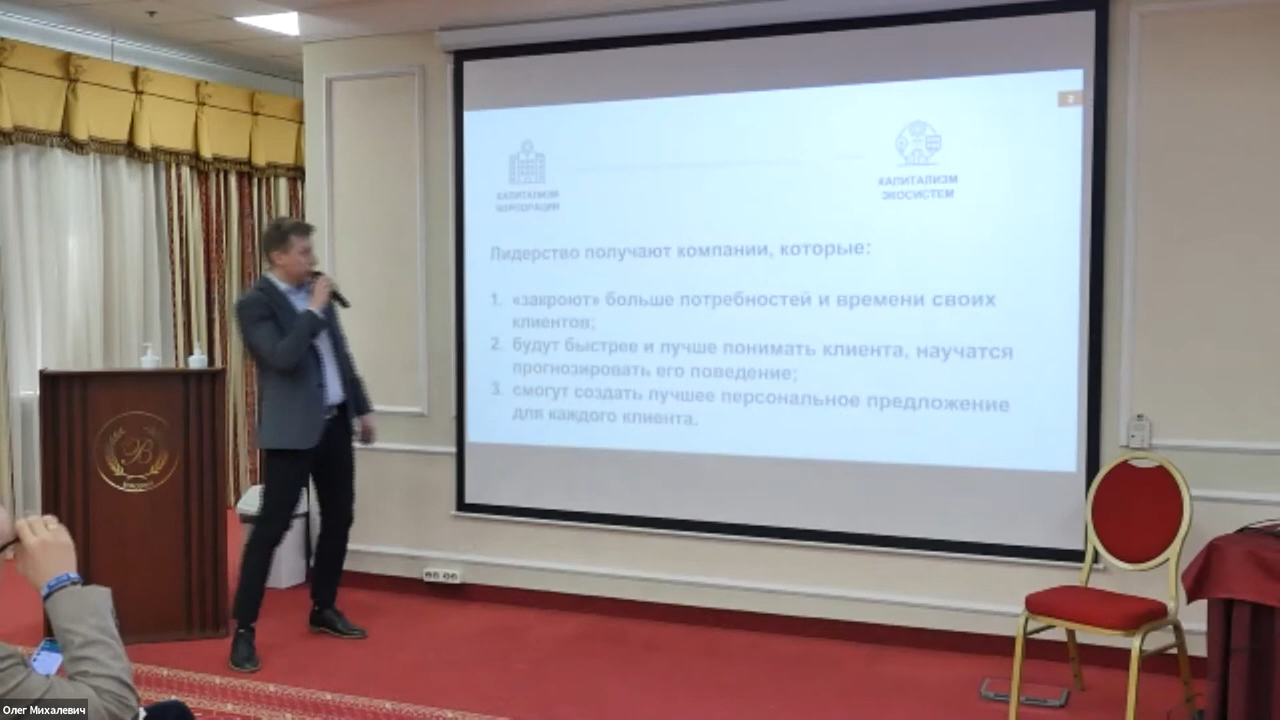 2
КАПИТАЛИЗМ
КОРПОРАЦИЙ
КАПИТАЛИЗМ
ЭКОСИСТЕМ
Лидерство получают компании, которые:
1. «закроют» больше потребностей и времени своих
клиентов;
2. будут быстрее и лучше понимать клиента, научатся
прогнозировать его поведение;
3. смогут создать лучшее персональное предложение
для каждого клиента.
В
Олег Михалевич